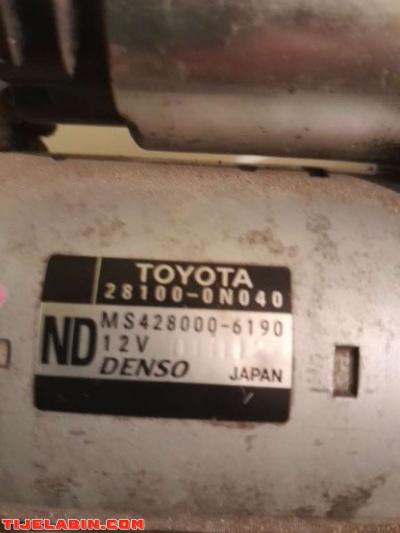 TOYOTA
28100-0N040
ND
MS428000-6190
12V
DENSO JAPAN
TIJELABIN.COM